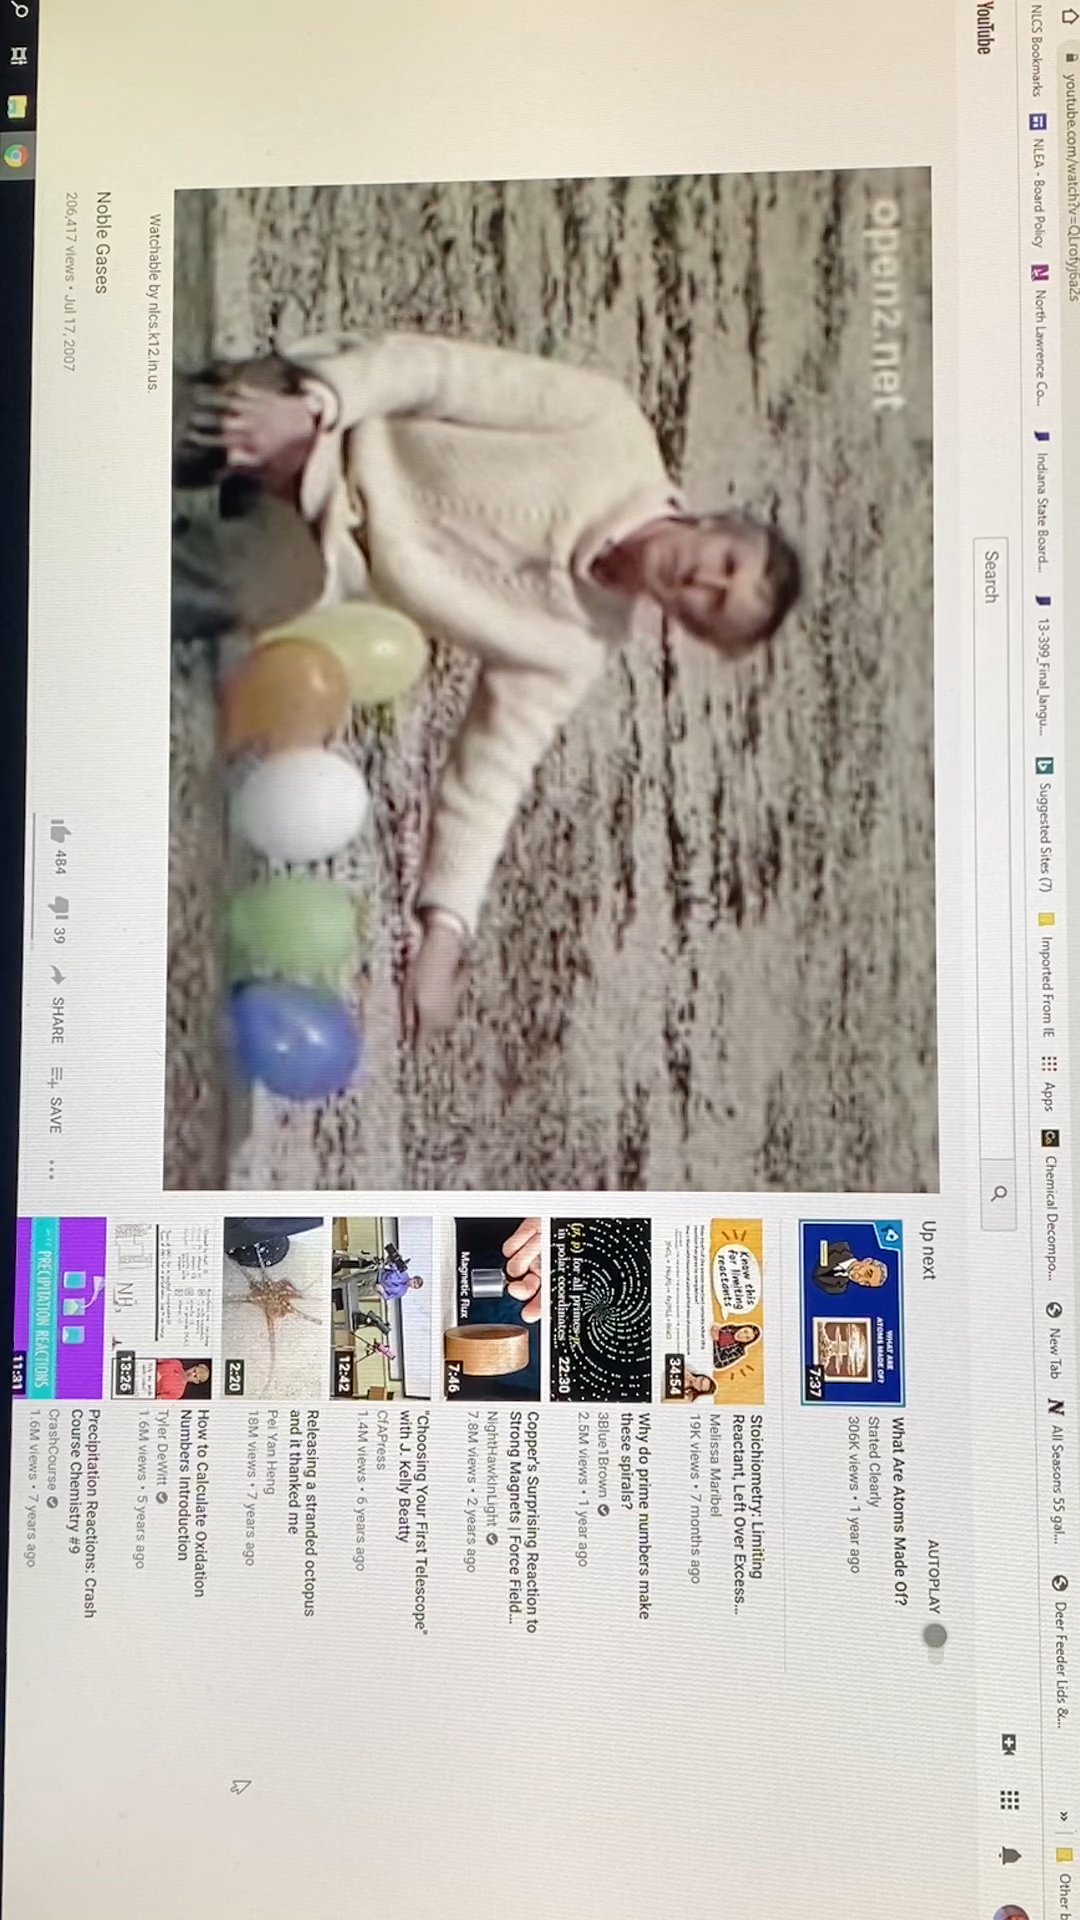 youtube.com/watch?v=QLrofyj6a2s
NLCS Bookmarks
NLEA - Board Policy
North Lawrence Co...
Indiana State Board...
13-399_Final_langu...
Suggested Sites (7)
Imported From IE
Apps
Chemical Decompo...
New Tab
All Seasons 55 gal...
Deer Feeder Lids &...
»
Other b
YouTube
Search
open2.net
Watchable by nlcs.k12.in.us.
Noble Gases
206,417 views • Jul 17, 2007
484
39
SHARE
SAVE
Up next
AUTOPLAY
WHAT ARE
ATOMS MADE OF?
7:37
What Are Atoms Made Of?
Stated Clearly
306K views • 1 year ago
Know this
for limiting
reactants
34:54
Stoichiometry: Limiting
Reactant, Left Over Excess...
Melissa Maribel
19K views • 7 months ago
(p, p) for all primes p,
in polar coordinates
22:30
Why do prime numbers make
these spirals?
3Blue1Brown
2.5M views • 1 year ago
Magnetic Flux
7:46
Copper's Surprising Reaction to
Strong Magnets | Force Field...
NightHawkInLight
7.8M views • 2 years ago
12:42
"Choosing Your First Telescope"
with J. Kelly Beatty
CfAPress
1.4M views • 6 years ago
2:20
Releasing a stranded octopus
and it thanked me
Pei Yan Heng
18M views • 7 years ago
NH₃
13:26
How to Calculate Oxidation
Numbers Introduction
Tyler DeWitt
1.6M views • 5 years ago
PRECIPITATION REACTIONS
11:31
Precipitation Reactions: Crash
Course Chemistry #9
CrashCourse
1.6M views • 7 years ago